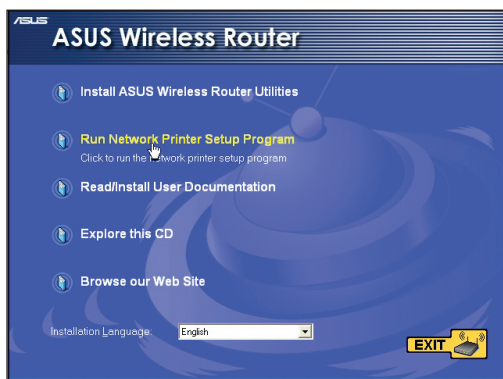 ASUS
ASUS Wireless Router
Install ASUS Wireless Router Utilities
Run Network Printer Setup Program
Click to run the network printer setup program
Read/Install User Documentation
Explore this CD
Browse our Web Site
Installation Language: English
EXIT